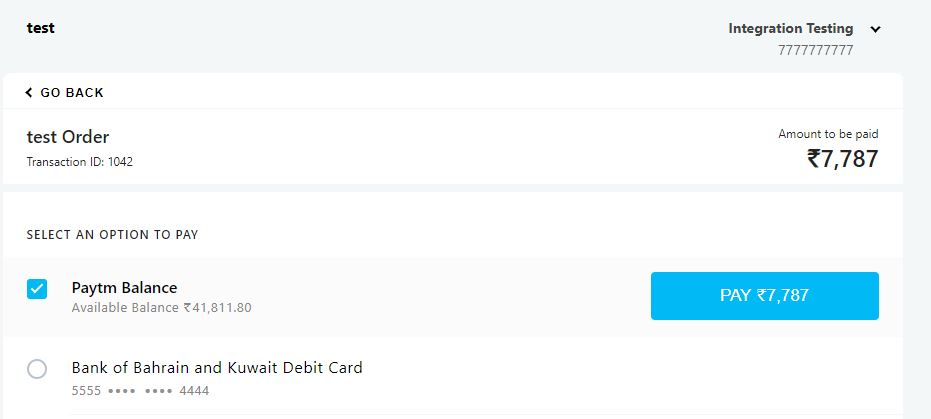 test
Integration Testing
7777777777
GO BACK
test Order
Transaction ID: 1042
Amount to be paid
₹7,787
SELECT AN OPTION TO PAY
Paytm Balance
Available Balance ₹41,811.80
PAY ₹7,787
Bank of Bahrain and Kuwait Debit Card
5555 •••• •••• 4444